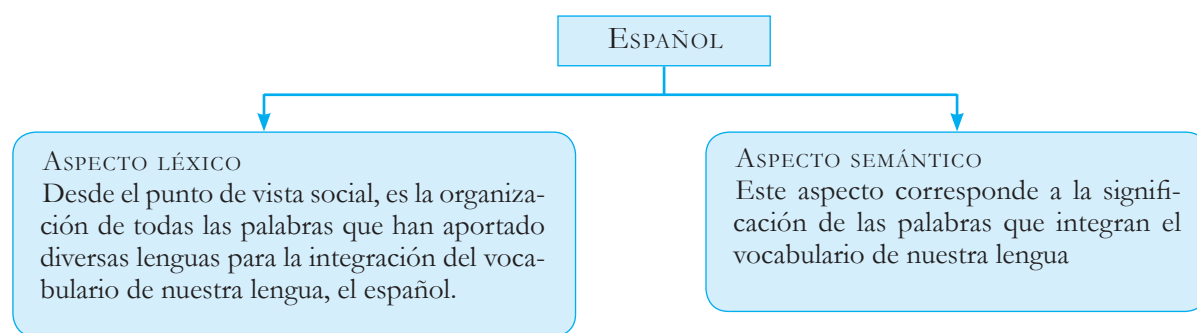 Español
Aspecto léxico
Desde el punto de vista social, es la organiza-
ción de todas las palabras que han aportado
diversas lenguas para la integración del voca-
bulario de nuestra lengua, el español.
Aspecto semántico
Este aspecto corresponde a la signifi-
cación de las palabras que integran el
vocabulario de nuestra lengua